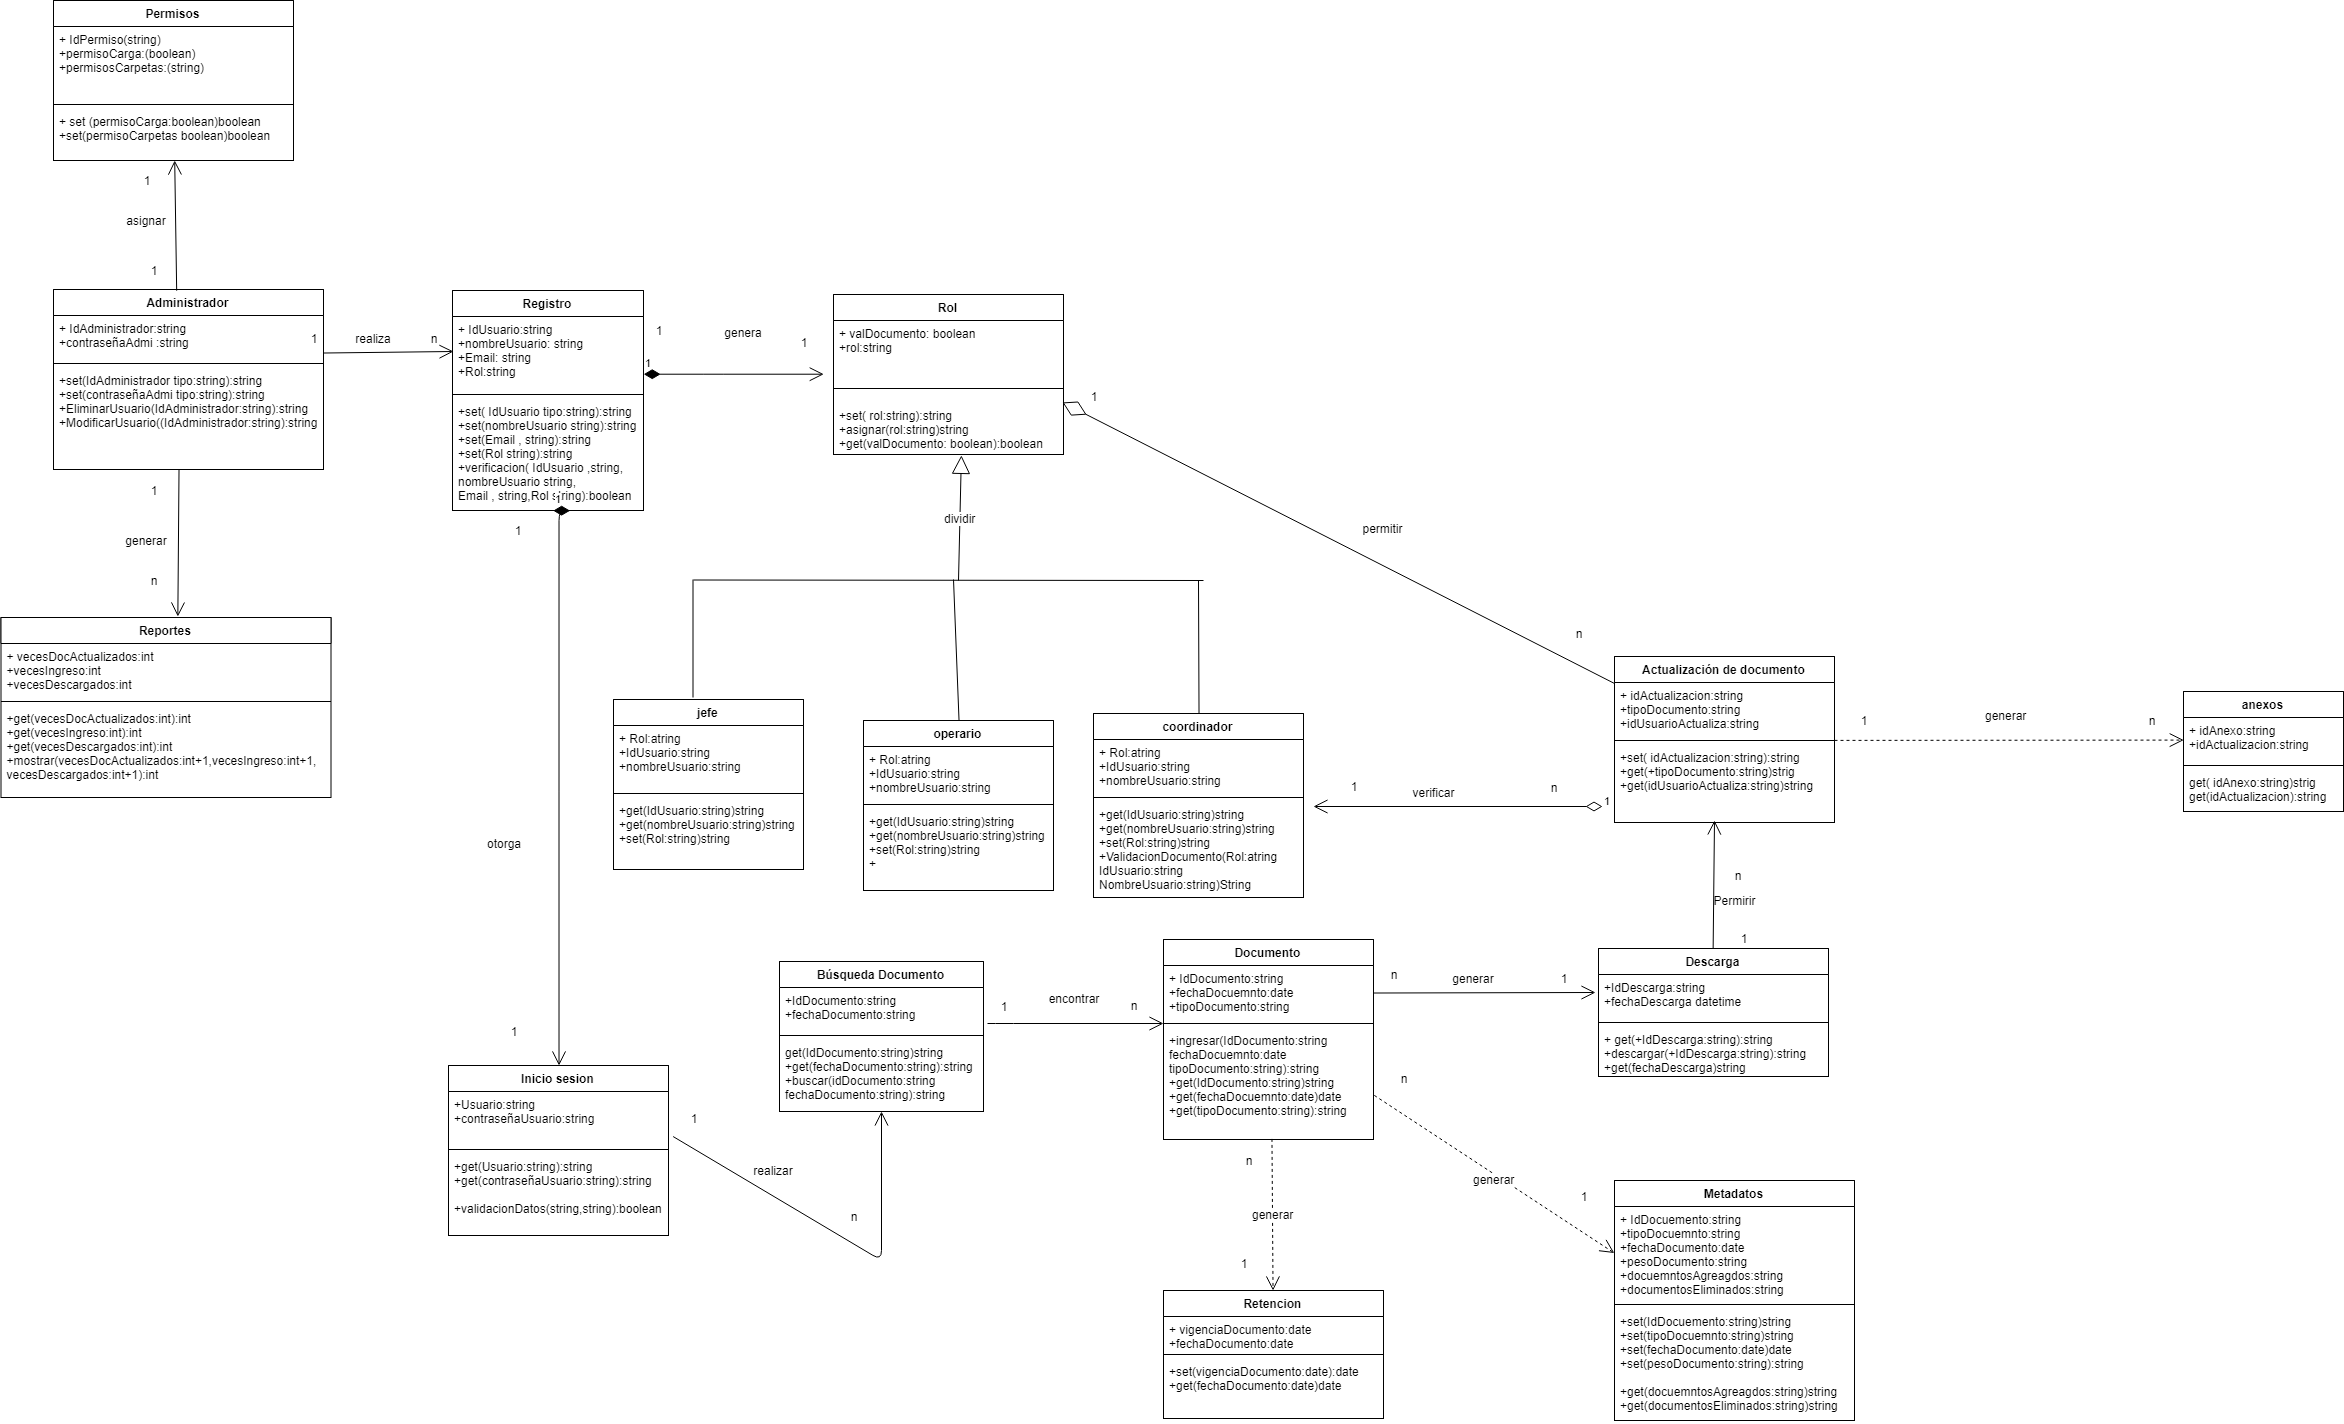 Permisos
+ IdPermiso(string)
+permisoCarga:(boolean)
+permisosCarpetas:(string)
+ set (permisoCarga:boolean)boolean
+set(permisoCarpetas boolean)boolean
1
asignar
1
Administrador
+ IdAdministrador:string
+contraseñaAdmi :string
+set(IdAdministrador tipo:string):string
+set(contraseñaAdmi tipo:string):string
+EliminarUsuario(IdAdministrador:string):string
+ModificarUsuario((IdAdministrador:string):string
1
realiza
n
Registro
+ IdUsuario:string
+nombreUsuario: string
+Email: string
+Rol:string
+set( IdUsuario tipo:string):string
+set(nombreUsuario string):string
+set(Email , string):string
+set(Rol string):string
+verificacion( IdUsuario ,string,
nombreUsuario string,
Email , string,Rol string):boolean
1
1
genera
1
1
Rol
+ valDocumento: boolean
+rol:string
+set( rol:string):string
+asignar(rol:string)string
+get(valDocumento: boolean):boolean
1
permitir
n
dividir
1
generar
n
Reportes
+ vecesDocActualizados:int
+vecesIngreso:int
+vecesDescargados:int
+get(vecesDocActualizados:int):int
+get(vecesIngreso:int):int
+get(vecesDescargados:int):int
+mostrar(vecesDocActualizados:int+1,vecesIngreso:int+1,
vecesDescargados:int+1):int
1
otorga
1
jefe
+ Rol:atring
+IdUsuario:string
+nombreUsuario:string
+get(IdUsuario:string)string
+get(nombreUsuario:string)string
+set(Rol:string)string
operario
+ Rol:atring
+IdUsuario:string
+nombreUsuario:string
+get(IdUsuario:string)string
+get(nombreUsuario:string)string
+set(Rol:string)string
+
coordinador
+ Rol:atring
+IdUsuario:string
+nombreUsuario:string
+get(IdUsuario:string)string
+get(nombreUsuario:string)string
+set(Rol:string)string
+ValidacionDocumento(Rol:atring
IdUsuario:string
NombreUsuario:string)String
1
verificar
n
1
Actualización de documento
+ idActualizacion:string
+tipoDocumento:string
+idUsuarioActualiza:string
+set( idActualizacion:string):string
+get(+tipoDocumento:string)strig
+get(idUsuarioActualiza:string)string
1
generar
n
anexos
+ idAnexo:string
+idActualizacion:string
get( idAnexo:string)strig
get(idActualizacion):string
n
Permirir
1
Descarga
+IdDescarga:string
+fechaDescarga datetime
+ get(+IdDescarga:string):string
+descargar(+IdDescarga:string):string
+get(fechaDescarga)string
Búsqueda Documento
+IdDocumento:string
+fechaDocumento:string
get(IdDocumento:string)string
+get(fechaDocumento:string):string
+buscar(idDocumento:string
fechaDocumento:string):string
1
encontrar
n
Documento
+ IdDocumento:string
+fechaDocuemnto:date
+tipoDocumento:string
+ingresar(IdDocumento:string
fechaDocuemnto:date
tipoDocumento:string):string
+get(IdDocumento:string)string
+get(fechaDocuemnto:date)date
+get(tipoDocumento:string):string
n
generar
1
Inicio sesion
+Usuario:string
+contraseñaUsuario:string
+get(Usuario:string):string
+get(contraseñaUsuario:string):string
+validacionDatos(string,string):boolean
1
realizar
n
n
generar
1
n
generar
1
Retencion
+ vigenciaDocumento:date
+fechaDocumento:date
+set(vigenciaDocumento:date):date
+get(fechaDocumento:date)date
Metadatos
+ IdDocuemento:string
+tipoDocuemnto:string
+fechaDocumento:date
+pesoDocumento:string
+docuemntosAgreagdos:string
+documentosEliminados:string
+set(IdDocuemento:string)string
+set(tipoDocuemnto:string)string
+set(fechaDocumento:date)date
+set(pesoDocumento:string):string
+get(docuemntosAgreagdos:string)string
+get(documentosEliminados:string)string